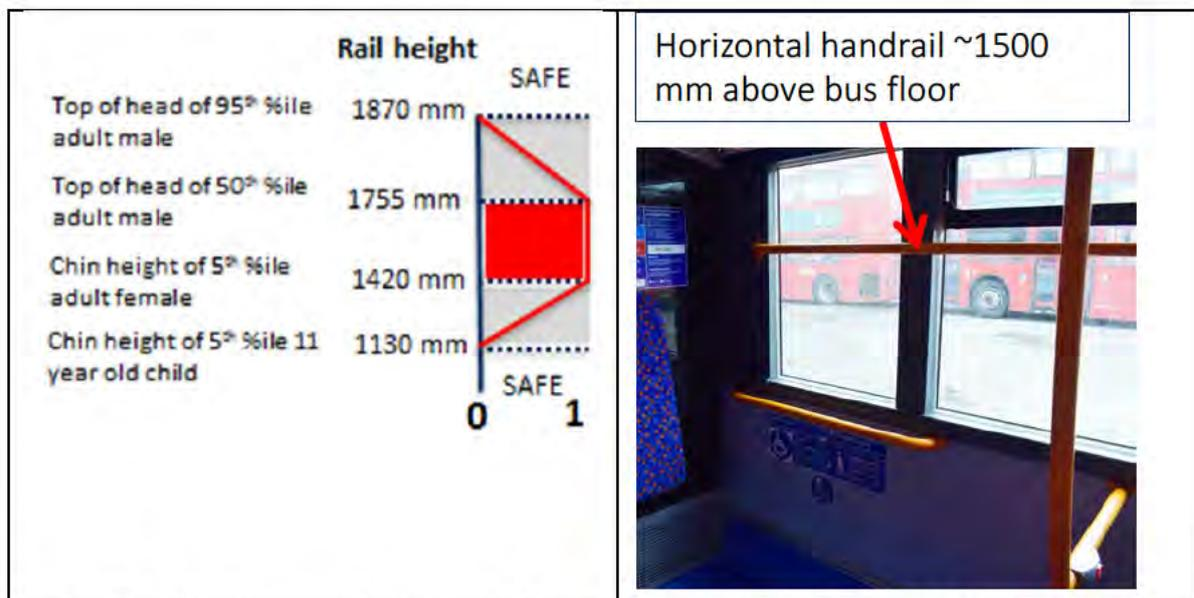 Rail height
SAFE
Top of head of 95th %ile
adult male
1870 mm
Top of head of 50th %ile
adult male
1755 mm
Chin height of 5th %ile
adult female
1420 mm
Chin height of 5th %ile 11
year old child
1130 mm
SAFE
0 1
Horizontal handrail ~1500
mm above bus floor